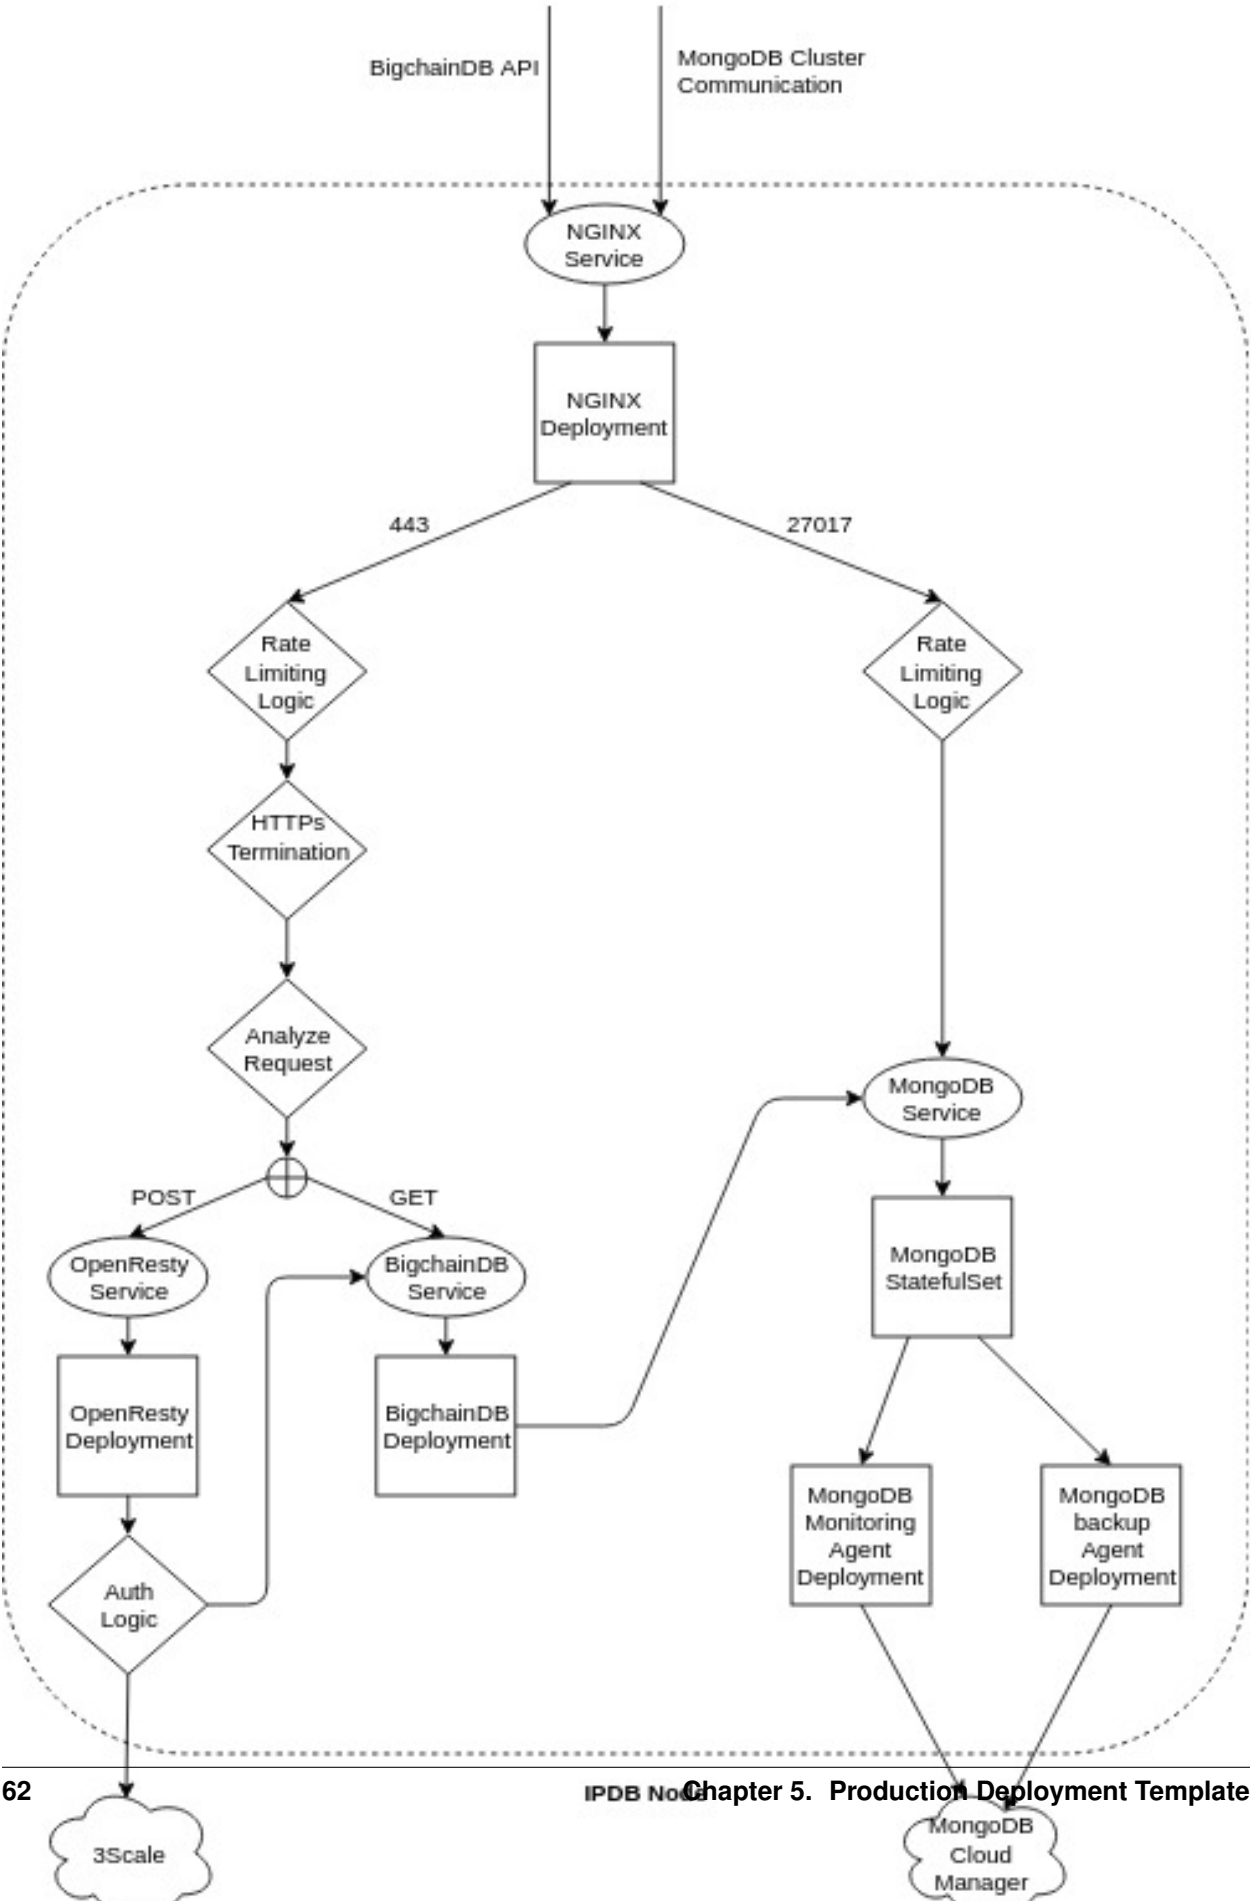 BigchainDB API
MongoDB Cluster
Communication
NGINX
Service
NGINX
Deployment
443
27017
Rate
Limiting
Logic
Rate
Limiting
Logic
HTTPs
Termination
Analyze
Request
MongoDB
Service
POST
GET
OpenResty
Service
BigchainDB
Service
MongoDB
StatefulSet
OpenResty
Deployment
BigchainDB
Deployment
MongoDB
Monitoring
Agent
Deployment
MongoDB
backup
Agent
Deployment
Auth
Logic
62
IPDB Node
Chapter 5. Production Deployment Template
3Scale
MongoDB
Cloud
Manager